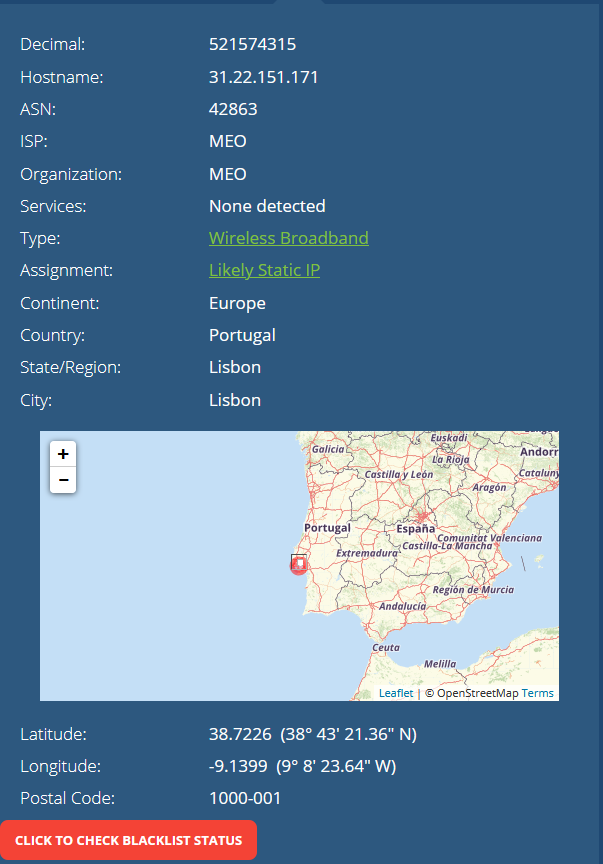 Decimal: 521574315
Hostname: 31.22.151.171
ASN: 42863
ISP: MEO
Organization: MEO
Services: None detected
Type: Wireless Broadband
Assignment: Likely Static IP
Continent: Europe
Country: Portugal
State/Region: Lisbon
City: Lisbon
+
−
Euskadi
Galicia
La Rioja
Andorr
Castilla y León
Cataluny
Aragón
Portugal
España
Comunitat Valenciana
Castilla-La Mancha
Extremadura
Región de Murcia
Andalucía
Ceuta
Melilla
Leaflet | © OpenStreetMap Terms
Latitude: 38.7226 (38° 43' 21.36" N)
Longitude: -9.1399 (9° 8' 23.64" W)
Postal Code: 1000-001
CLICK TO CHECK BLACKLIST STATUS